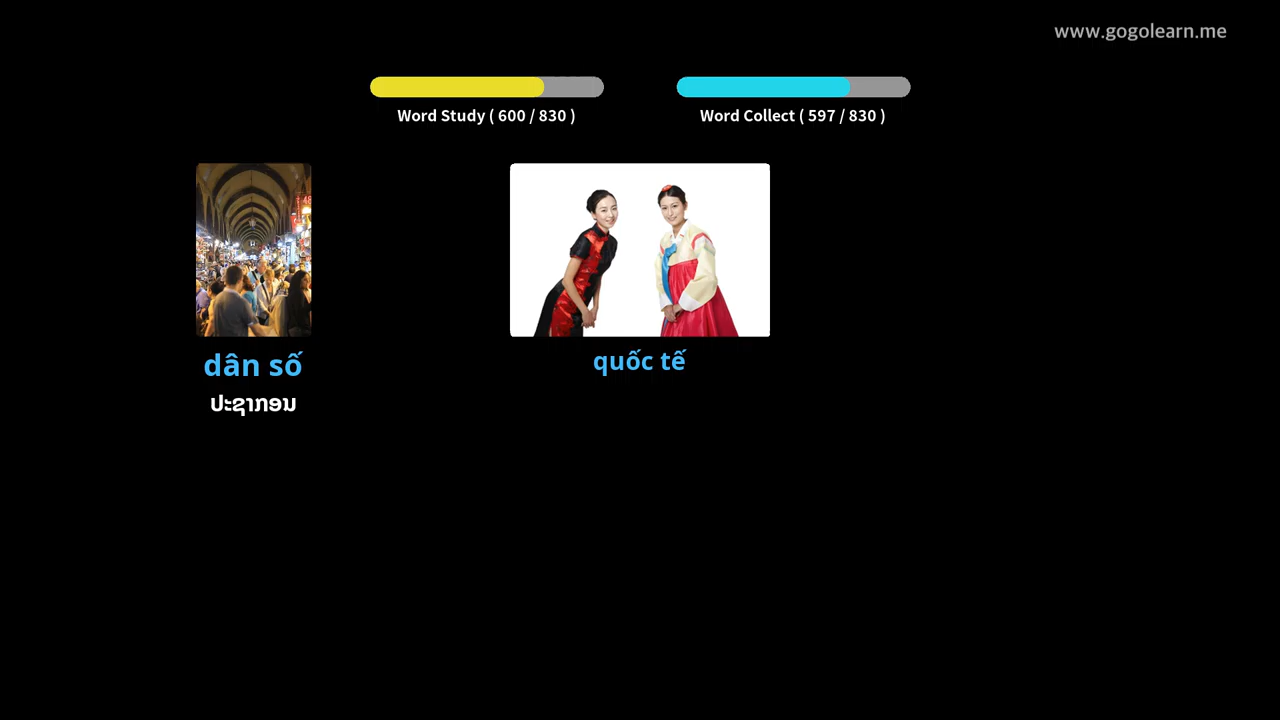 www.gogolearn.me
Word Study ( 600 / 830 )
Word Collect ( 597 / 830 )
dân số
ປະຊາກອນ
quốc tế